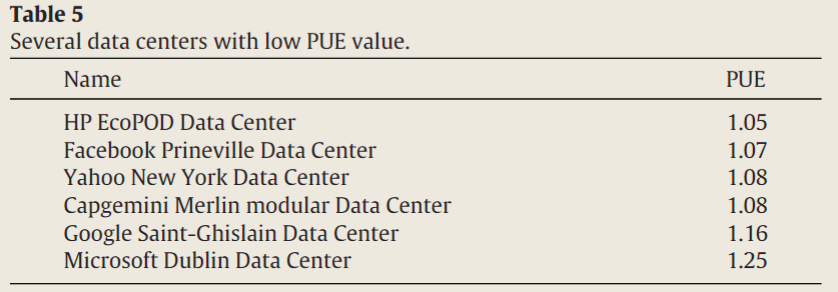 Table 5
Several data centers with low PUE value.
Name PUE
HP EcoPOD Data Center 1.05
Facebook Prineville Data Center 1.07
Yahoo New York Data Center 1.08
Capgemini Merlin modular Data Center 1.08
Google Saint-Ghislain Data Center 1.16
Microsoft Dublin Data Center 1.25